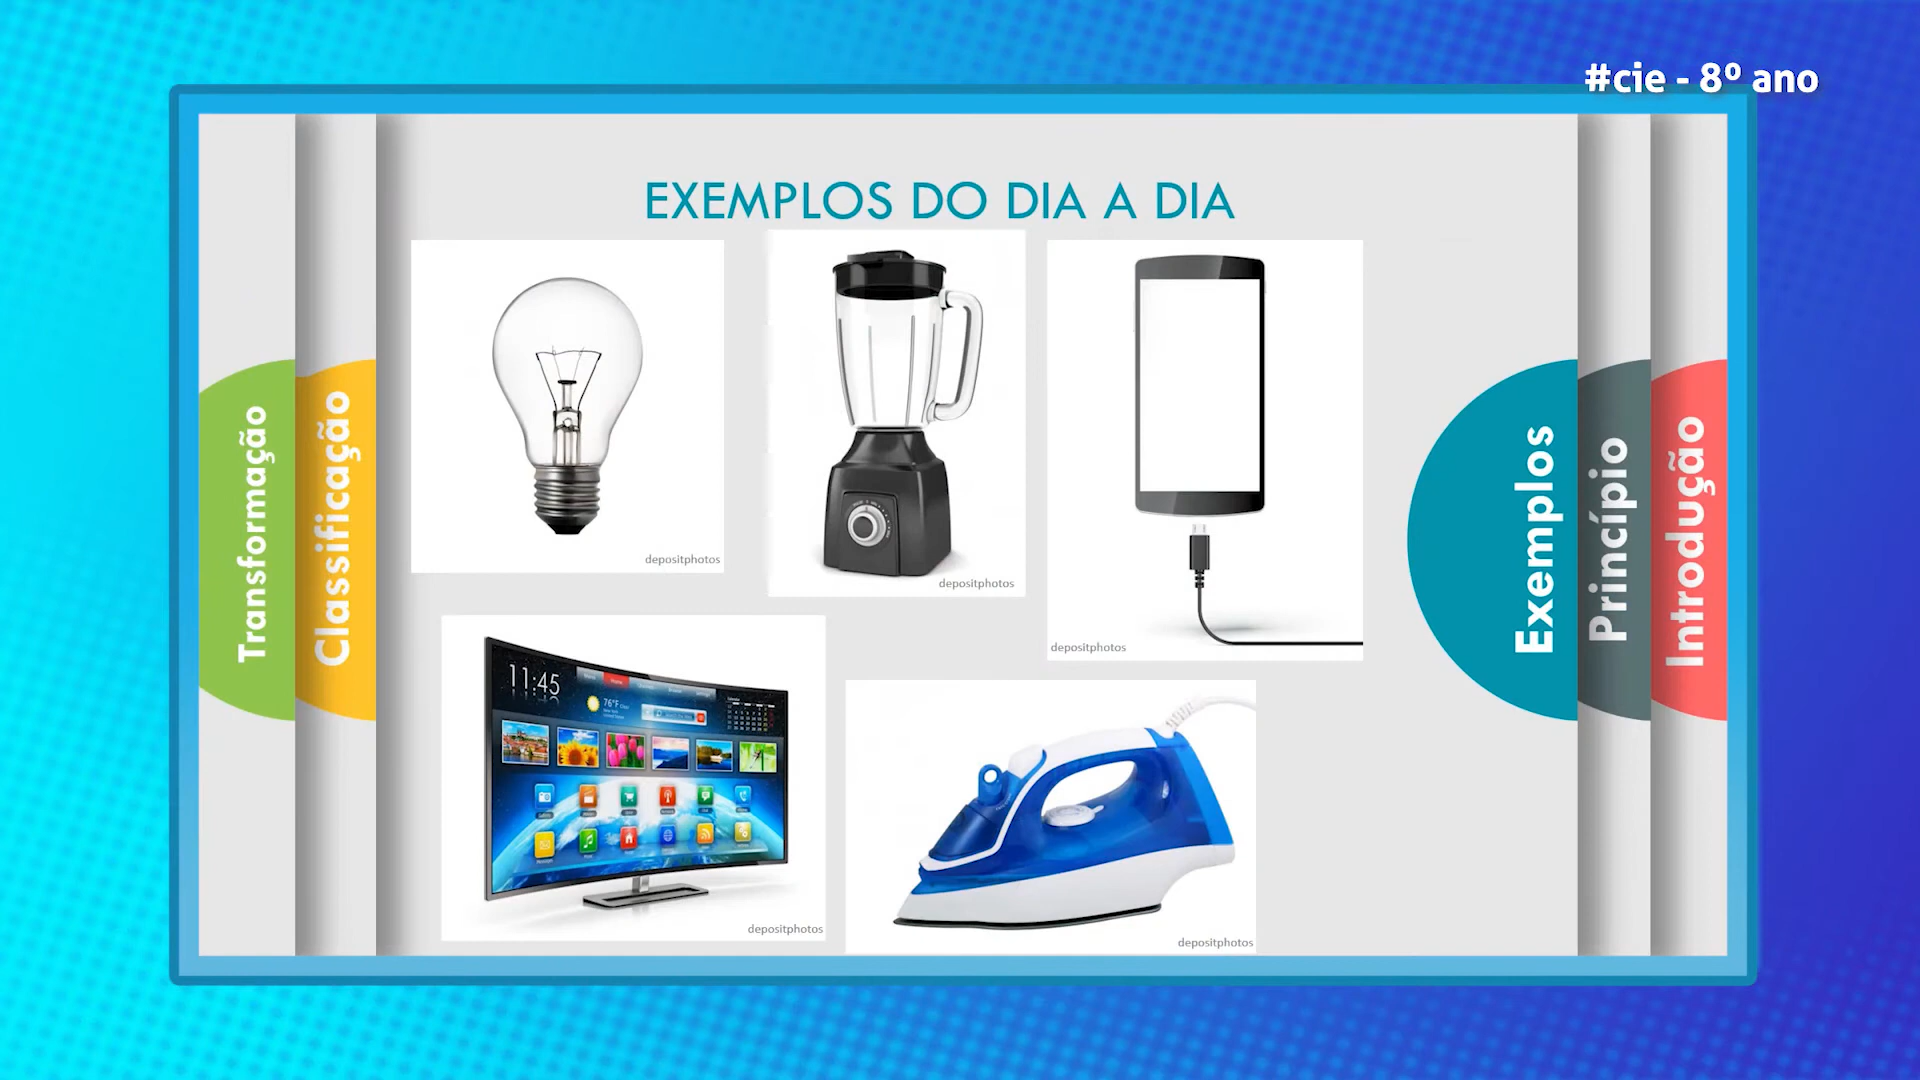 #cie - 8º ano
EXEMPLOS DO DIA A DIA
Transformação
Classificação
Exemplos
Princípio
Introdução
depositphotos
depositphotos
depositphotos
11:45
76°F
depositphotos
depositphotos